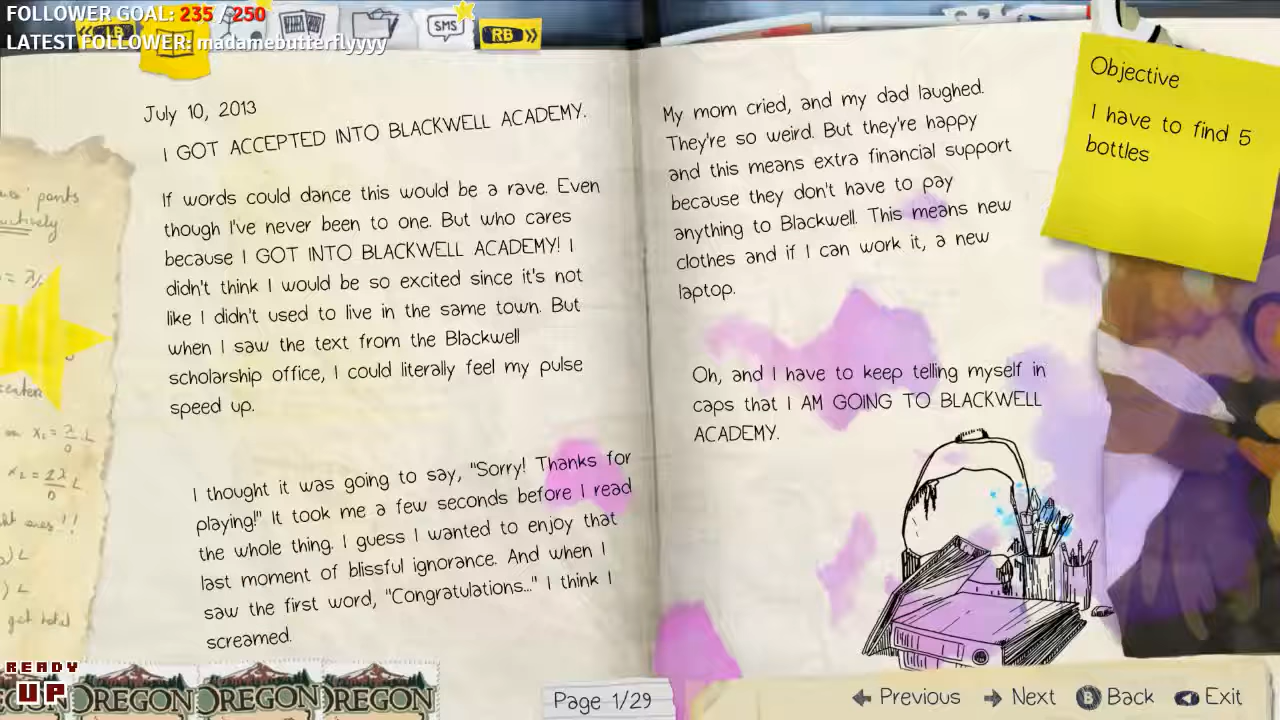 FOLLOWER GOAL: 235 / 250
LATEST FOLLOWER: madamebutterflyyyy
LB
SMS
RB
July 10, 2013
I GOT ACCEPTED INTO BLACKWELL ACADEMY.
If words could dance this would be a rave. Even
though I've never been to one. But who cares
because I GOT INTO BLACKWELL ACADEMY! I
didn't think I would be so excited since it's not
like I didn't used to live in the same town. But
when I saw the text from the Blackwell
scholarship office, I could literally feel my pulse
speed up.
I thought it was going to say, "Sorry! Thanks for
playing!" It took me a few seconds before I read
the whole thing. I guess I wanted to enjoy that
last moment of blissful ignorance. And when I
saw the first word, "Congratulations..." I think I
screamed.
My mom cried, and my dad laughed.
They're so weird. But they're happy
and this means extra financial support
because they don't have to pay
anything to Blackwell. This means new
clothes and if I can work it, a new
laptop.
Oh, and I have to keep telling myself in
caps that I AM GOING TO BLACKWELL
ACADEMY.
Objective
I have to find 5
bottles
pants
get total
READY
UP
OREGON OREGON OREGON
Page 1/29
Previous
Next
B Back
Exit